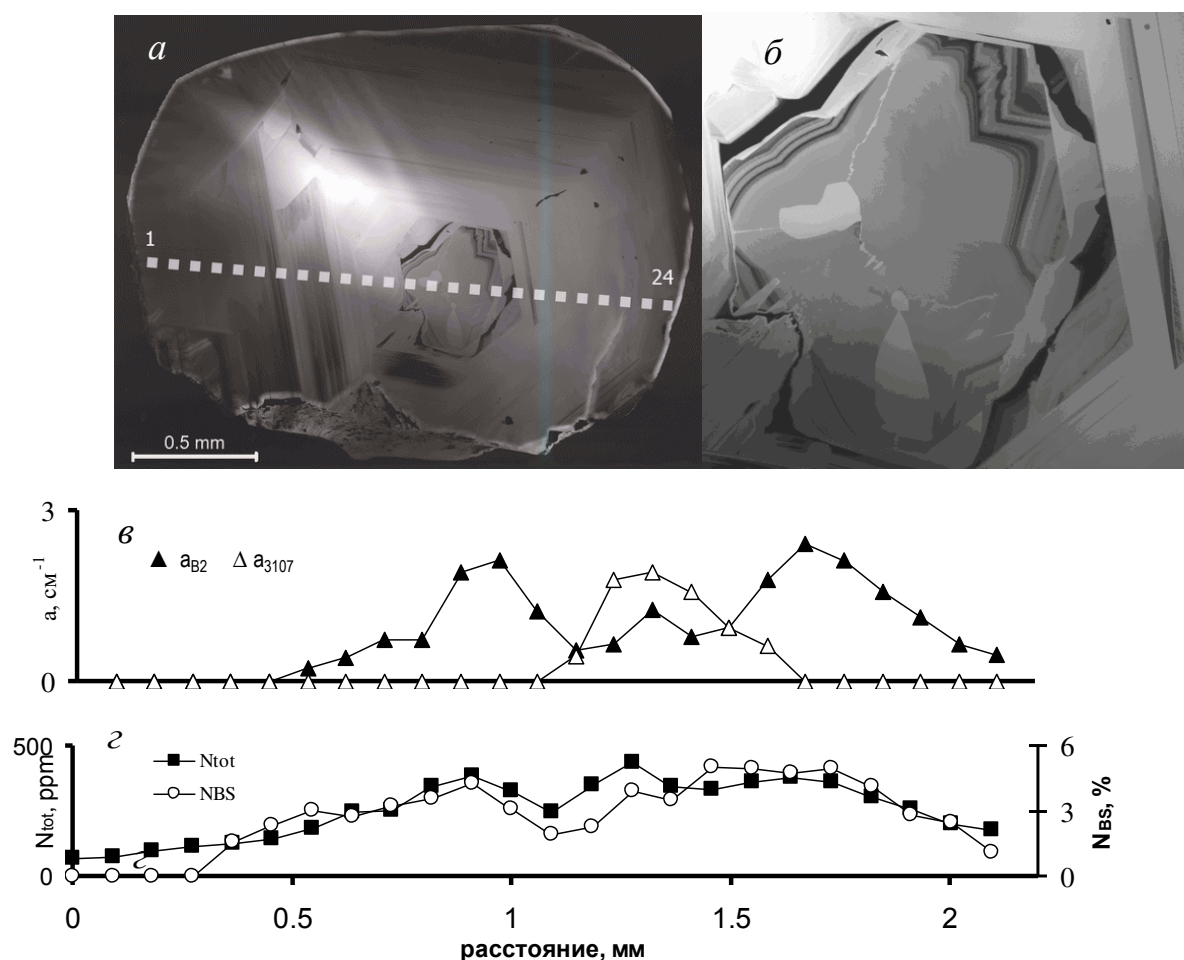 а
б
1
24
0.5 mm
3
в
▲ aB2 Δ a3107
a, см-1
0
500
г
Ntot
NBS
6
Ntot, ppm
3
NBS, %
0
0
0
0.5
1
1.5
2
расстояние, мм